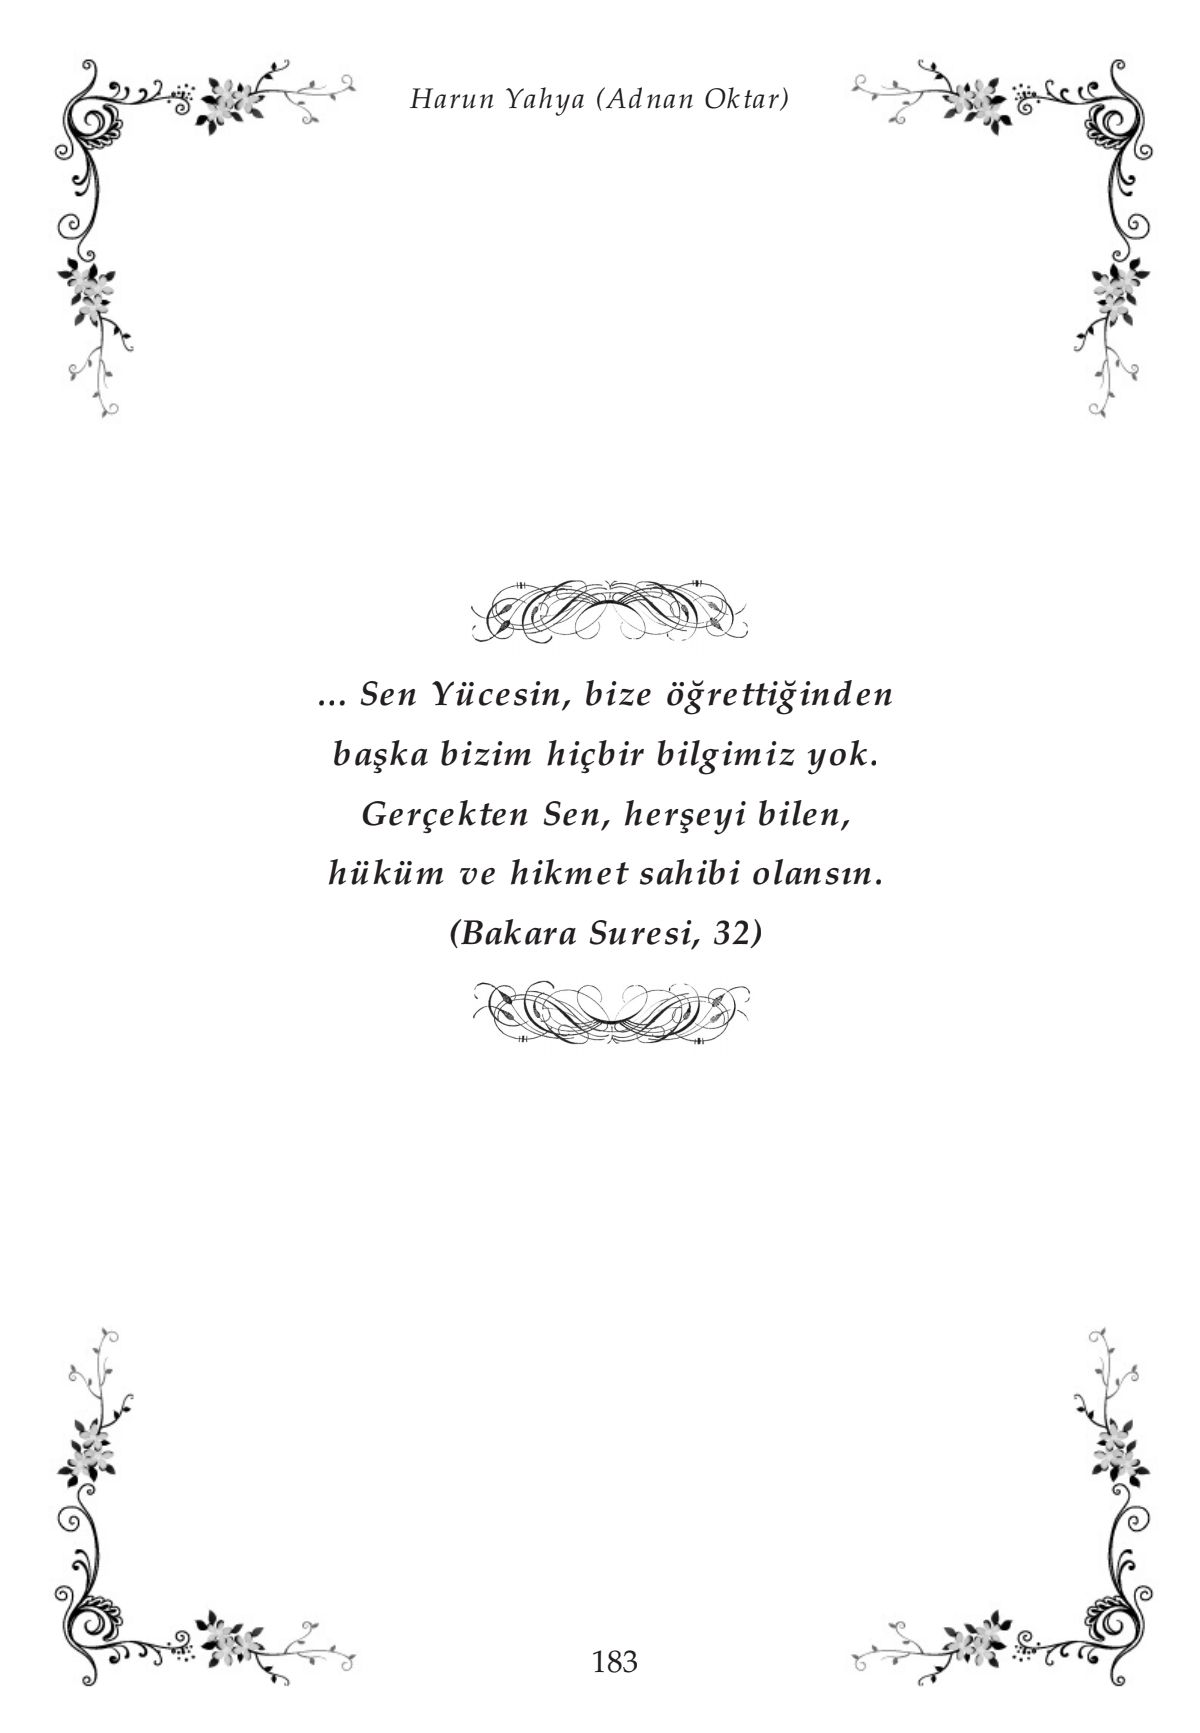 Harun Yahya (Adnan Oktar)
... Sen Yücesin, bize öğrettiğinden
başka bizim hiçbir bilgimiz yok.
Gerçekten Sen, herşeyi bilen,
hüküm ve hikmet sahibi olansın.
(Bakara Suresi, 32)
183